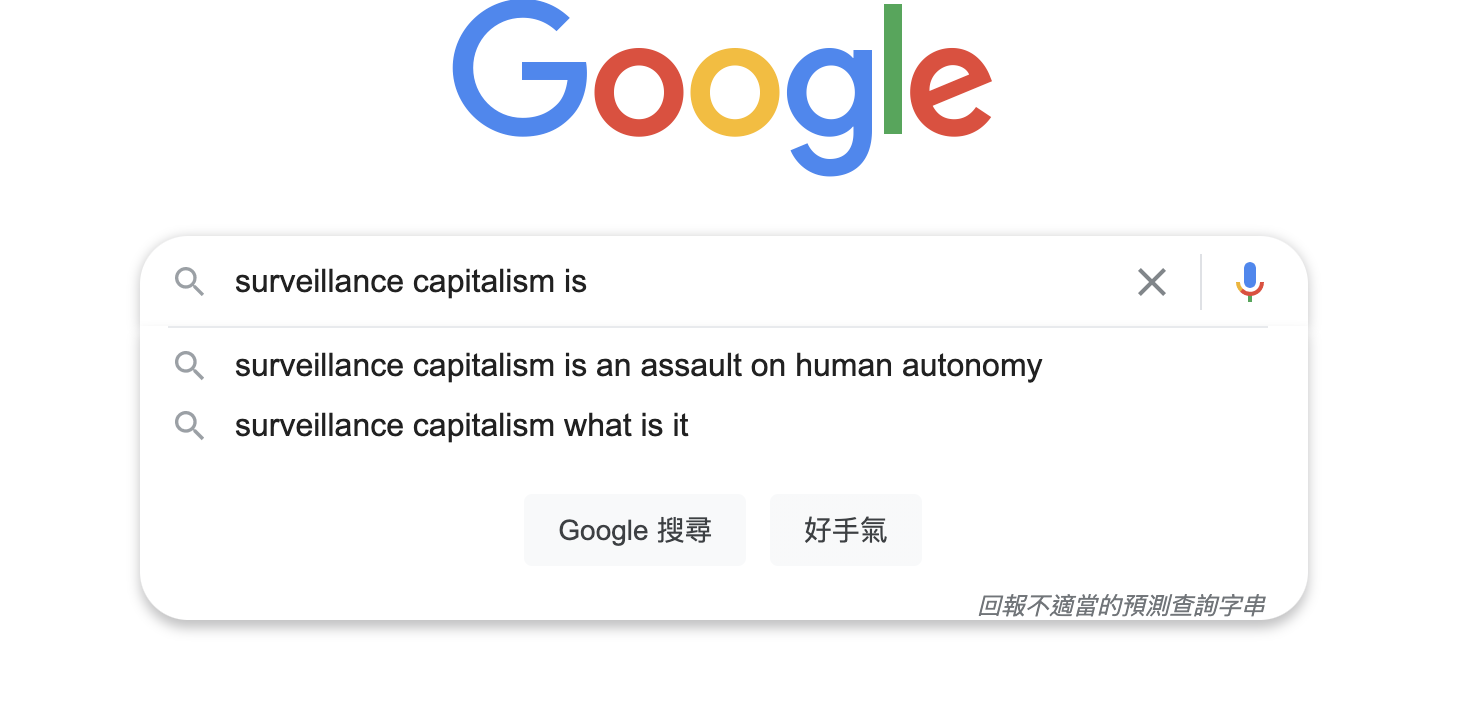 Google
surveillance capitalism is
surveillance capitalism is an assault on human autonomy
surveillance capitalism what is it
Google 搜尋 好手氣
回報不適當的預測查詢字串